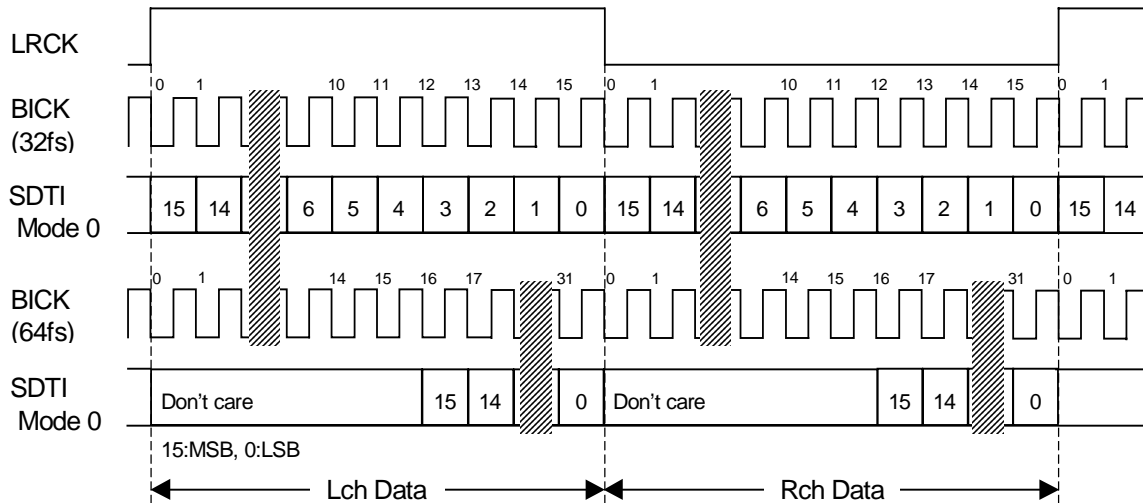 LRCK
0 1 10 11 12 13 14 15 0 1 10 11 12 13 14 15 0 1
BICK
(32fs)
SDTI
Mode 0
15 14 6 5 4 3 2 1 0 15 14 6 5 4 3 2 1 0 15 14
0 1 14 15 16 17 31 0 1 14 15 16 17 31 0 1
BICK
(64fs)
SDTI
Mode 0
Don't care 15 14 0 Don't care 15 14 0
15:MSB, 0:LSB
Lch Data Rch Data